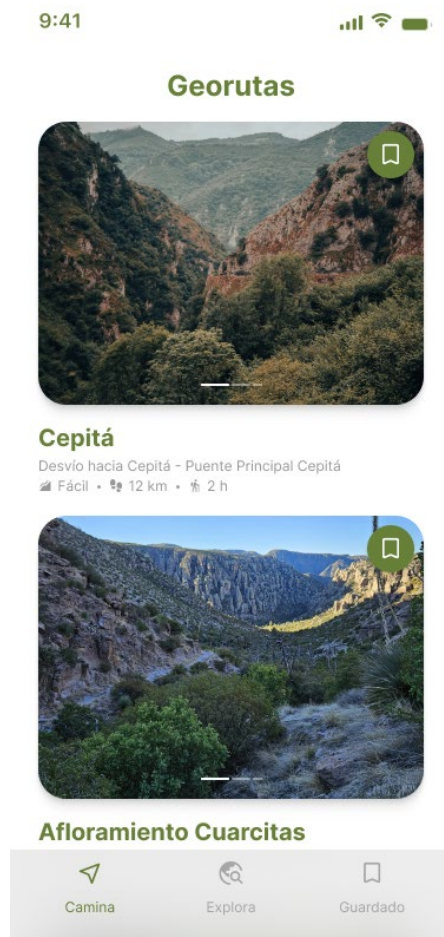 9:41
Georutas
Cepitá
Desvío hacia Cepitá - Puente Principal Cepitá
Fácil • 12 km • 2 h
Afloramiento Cuarcitas
Camina
Explora
Guardado